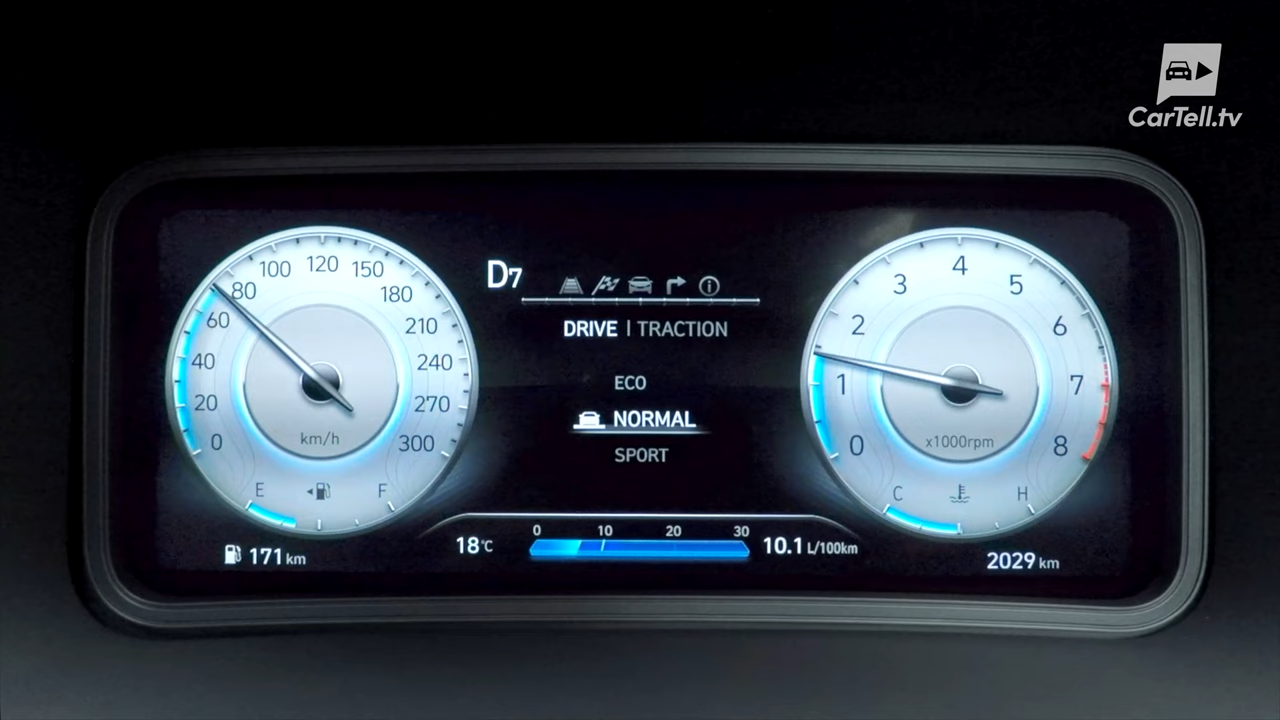 CarTell.tv
D7
DRIVE | TRACTION
ECO
NORMAL
SPORT
0 20 40 60 80 100 120 150 180 210 240 270 300
km/h
E F
171 km
18°C
0 10 20 30
10.1 L/100km
0 1 2 3 4 5 6 7 8
x1000rpm
C H
2029 km